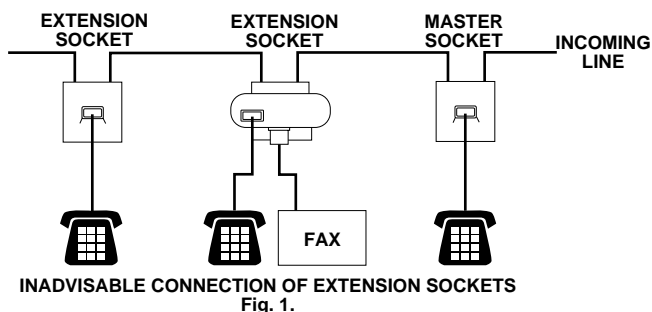 EXTENSION
SOCKET
EXTENSION
SOCKET
MASTER
SOCKET
INCOMING
LINE
FAX
INADVISABLE CONNECTION OF EXTENSION SOCKETS
Fig. 1.